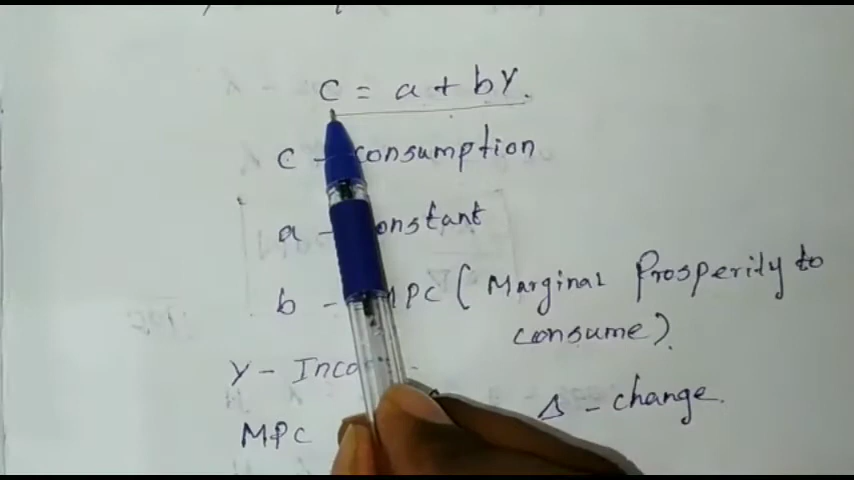 C = a + bY.
C - consumption
a - constant
b - MPC ( Marginal Prosperity to
consume).
Y - Inco
Δ - change.
MPC